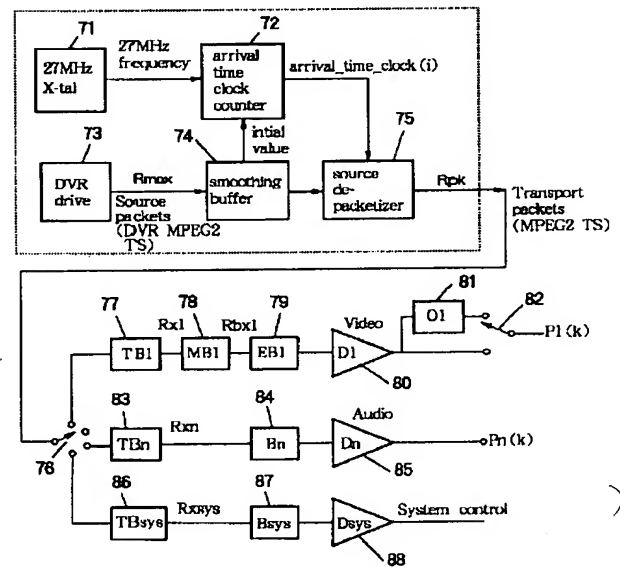 71
27MHz
X-tal
27MHz
frequency
72
arrival
time
clock
counter
arrival_time_clock(i)
intial
value
73
DVR
drive
Rmax
Source
packets
(DVR MPEG2
TS)
74
smoothing
buffer
75
source
de-
packetizer
Rpk
Transport
packets
(MPEG2 TS)
76
77
TB1
Rx1
78
MB1
Rbx1
79
EB1
Video
D1
80
81
O1
82
P1(k)
83
TBn
Rxn
84
Bn
Audio
Dn
85
Pn(k)
86
TBsys
Rxsys
87
Bsys
Dsys
88
System control